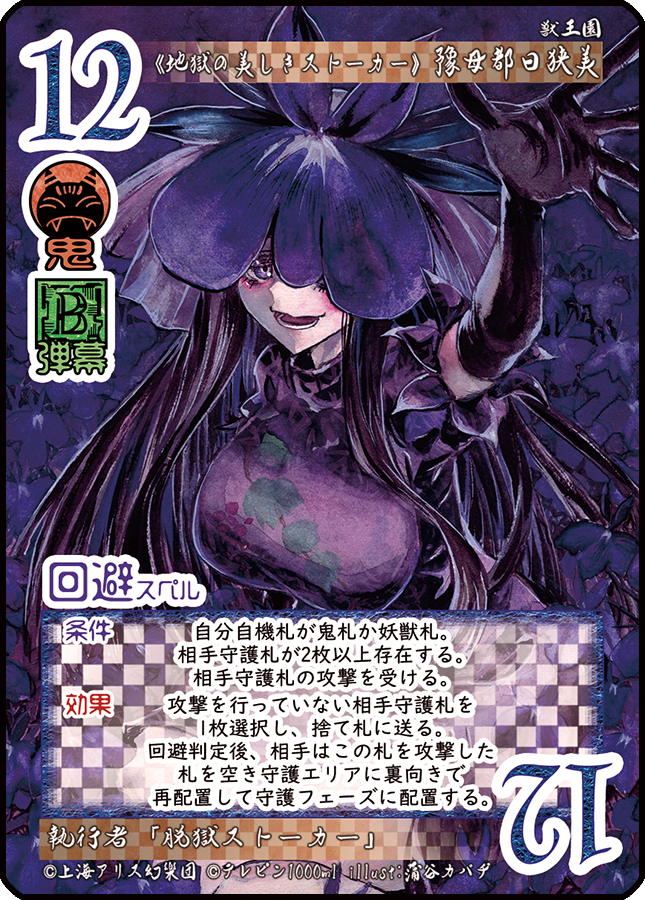 獣王園
12
《地獄の美しきストーカー》 豫母都日狭美
鬼
B
弾幕
回避スペル
条件
自分自機札が鬼札か妖獣札。
相手守護札が2枚以上存在する。
相手守護札の攻撃を受ける。
効果
攻撃を行っていない相手守護札を
1枚選択し、捨て札に送る。
回避判定後、相手はこの札を攻撃した
札を空き守護エリアに裏向きで
再配置して守護フェーズに配置する。
12
執行者 「脱獄ストーカー」
©上海アリス幻樂団 ©テレピン1000ml illust:蒲谷カバヂ